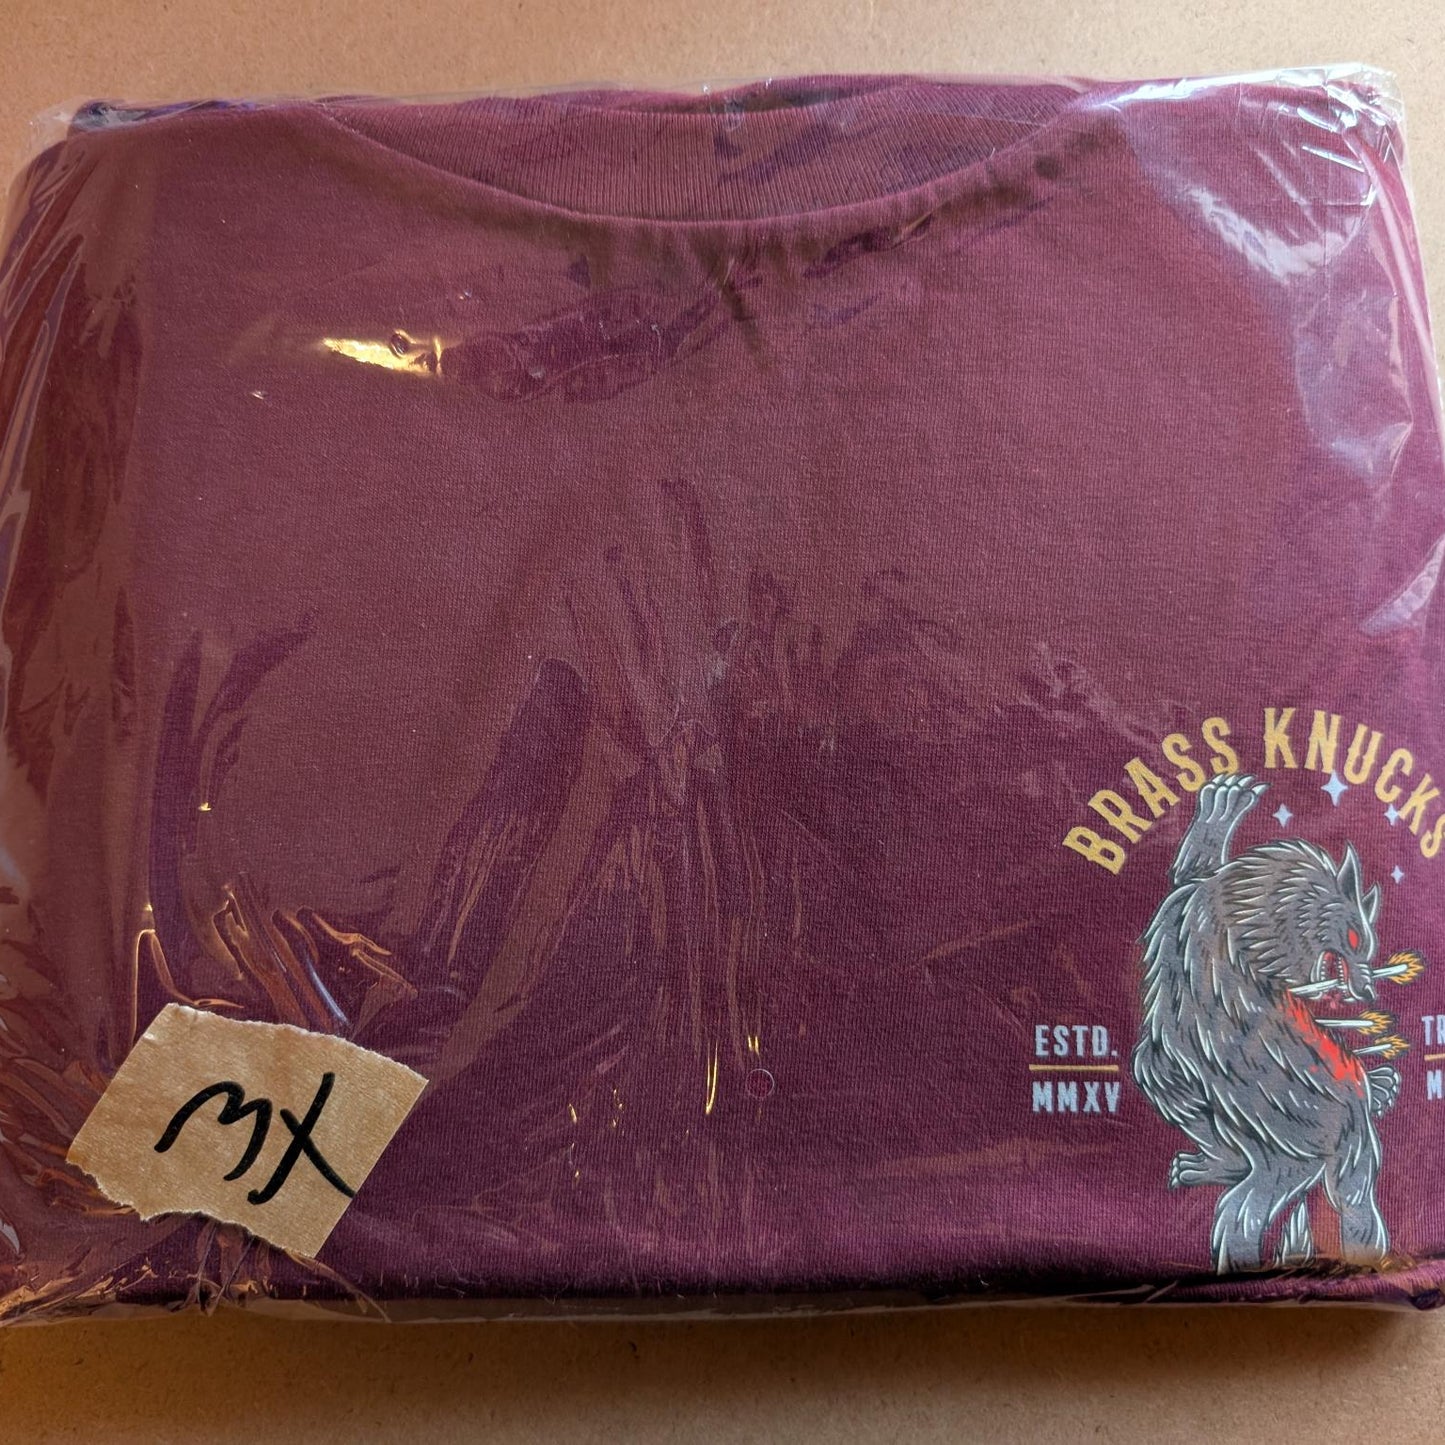 BRASS KNUCKS
ESTD.
MMXV
3X